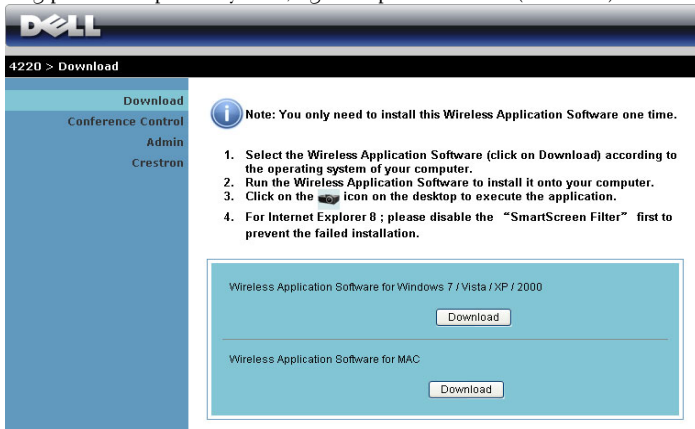 DELL
4220 > Download
Download
Conference Control
Admin
Crestron
Note: You only need to install this Wireless Application Software one time.
1. Select the Wireless Application Software (click on Download) according to
the operating system of your computer.
2. Run the Wireless Application Software to install it onto your computer.
3. Click on the icon on the desktop to execute the application.
4. For Internet Explorer 8 ; please disable the “SmartScreen Filter” first to
prevent the failed installation.
Wireless Application Software for Windows 7 / Vista / XP / 2000
Download
Wireless Application Software for MAC
Download